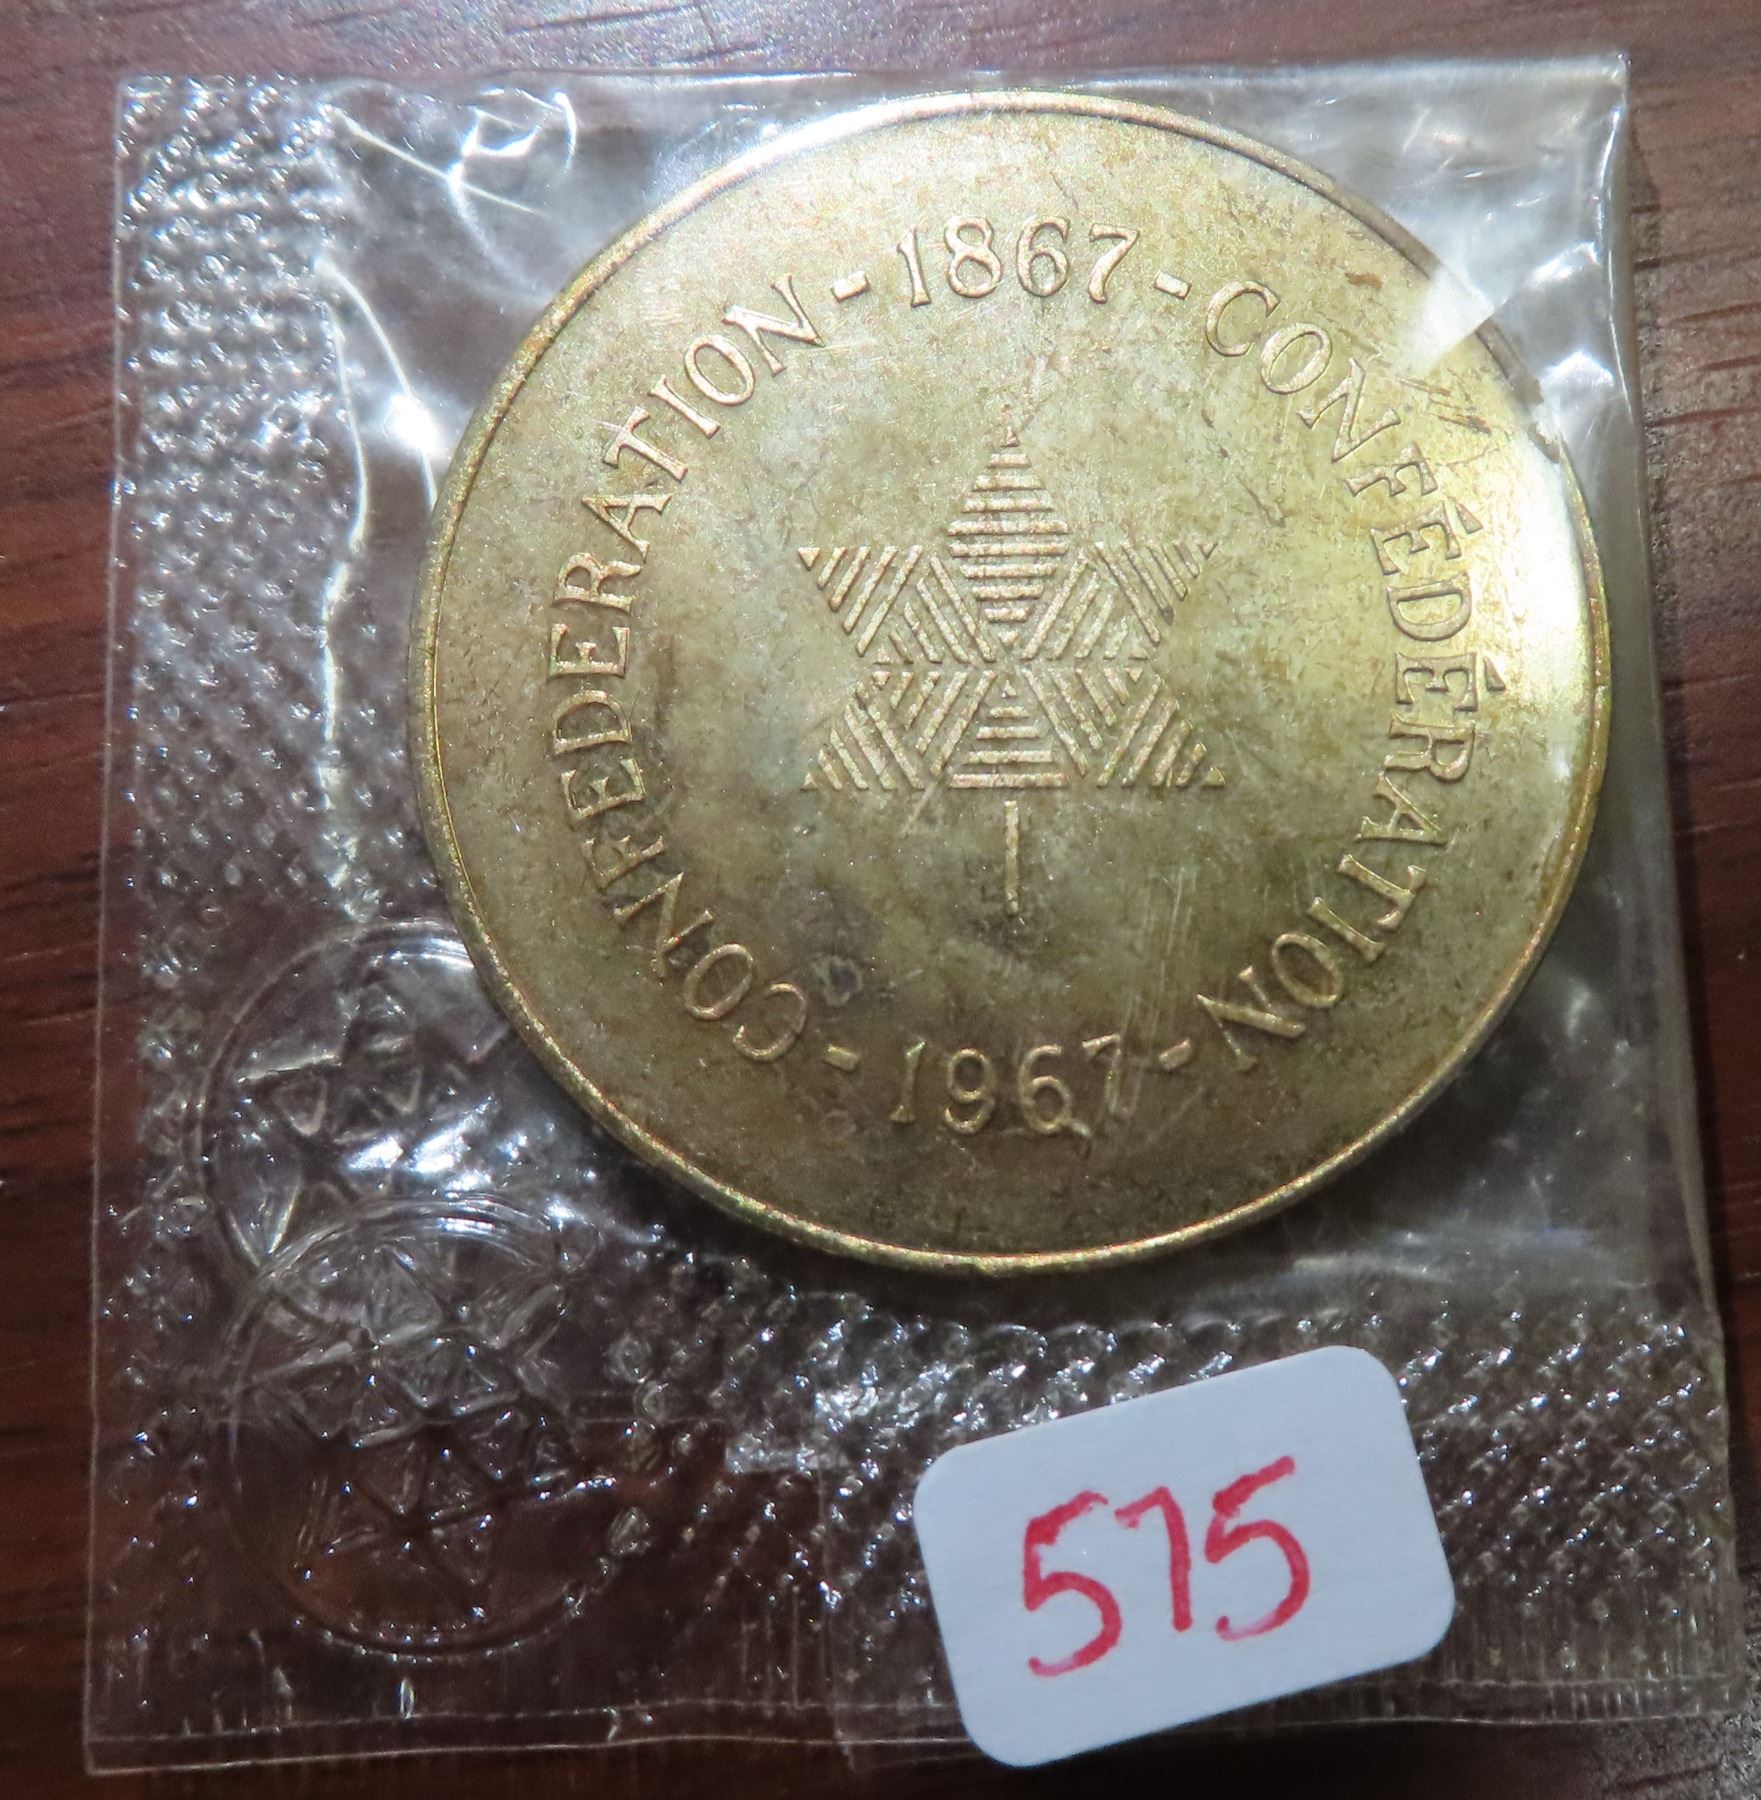 CONFEDERATION - 1867 - CONFÉDÉRATION
- 1967 -
575